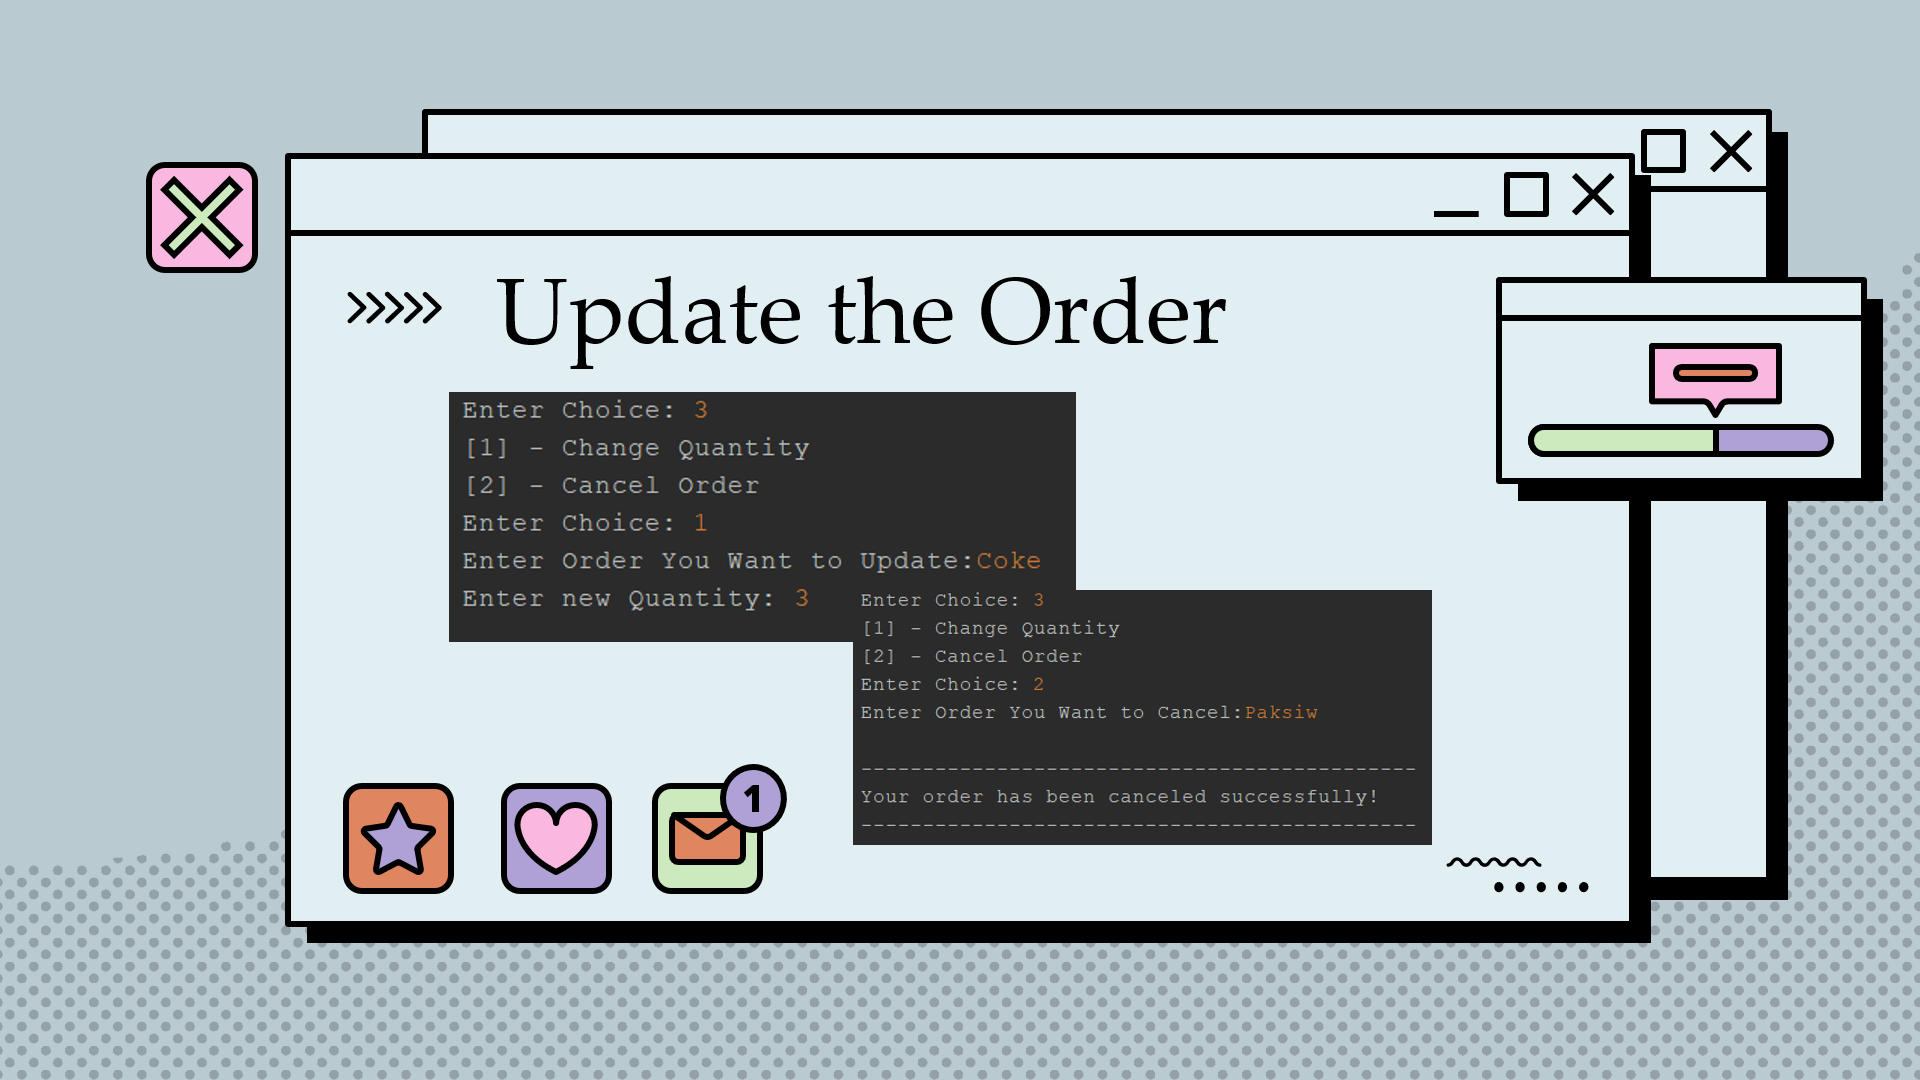 Update the Order
Enter Choice: 3
[1] - Change Quantity
[2] - Cancel Order
Enter Choice: 1
Enter Order You Want to Update:Coke
Enter new Quantity: 3
Enter Choice: 3
[1] - Change Quantity
[2] - Cancel Order
Enter Choice: 2
Enter Order You Want to Cancel:Paksiw
---------------------------------------------
Your order has been canceled successfully!
---------------------------------------------
1